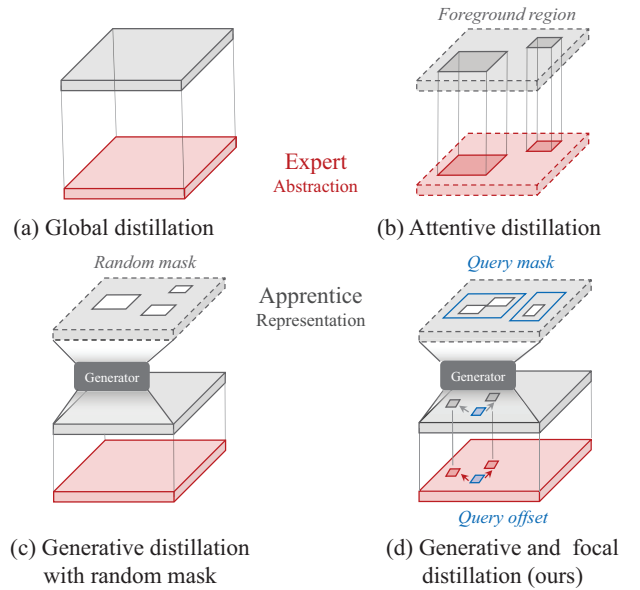 Foreground region
Expert
Abstraction
(a) Global distillation
(b) Attentive distillation
Random mask
Query mask
Apprentice
Representation
Generator
Generator
Query offset
(c) Generative distillation
with random mask
(d) Generative and focal
distillation (ours)